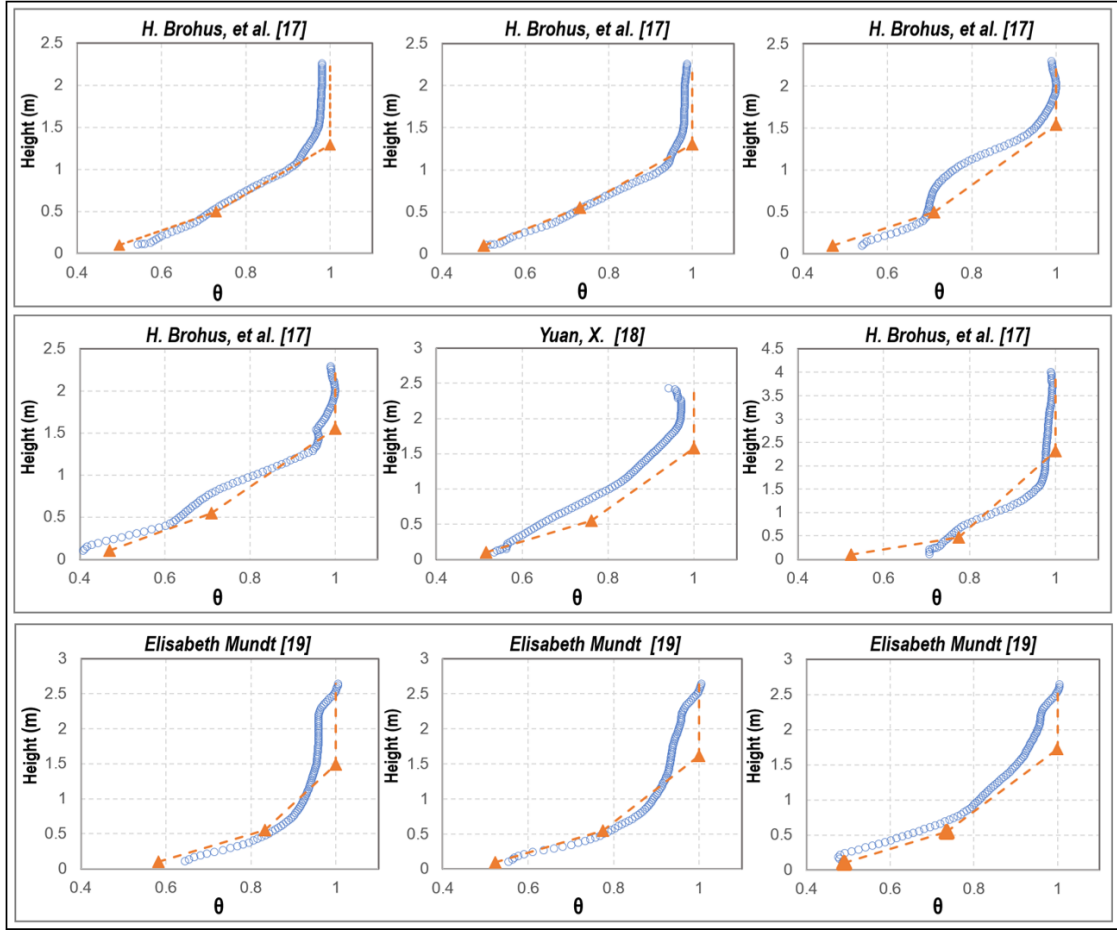 H. Brohus, et al. [17] H. Brohus, et al. [17] H. Brohus, et al. [17]
2.5 2.5 2.5
2 2 2
1.5 1.5 1.5
1 1 1
0.5 0.5 0.5
0 0 0
Height (m) Height (m) Height (m)
0.4 0.6 0.8 1 0.4 0.6 0.8 1 0.4 0.6 0.8 1
θ θ θ
H. Brohus, et al. [17] Yuan, X. [18] H. Brohus, et al. [17]
2.5 3 4.5
2 2.5 4
1.5 2 3.5
1 1.5 3
0.5 1 2.5
0 0.5 2
0 1.5
1
0.5
0
Height (m) Height (m) Height (m)
0.4 0.6 0.8 1 0.4 0.6 0.8 1 0.4 0.6 0.8 1
θ θ θ
Elisabeth Mundt [19] Elisabeth Mundt [19] Elisabeth Mundt [19]
3 3 3
2.5 2.5 2.5
2 2 2
1.5 1.5 1.5
1 1 1
0.5 0.5 0.5
0 0 0
Height (m) Height (m) Height (m)
0.4 0.6 0.8 1 0.4 0.6 0.8 1 0.4 0.6 0.8 1
θ θ θ